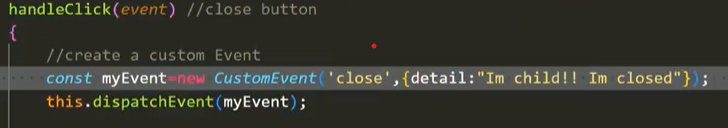 handleClick(event) //close button
{
//create a custom Event
const myEvent=new CustomEvent('close',{detail:"Im child!! Im closed"});
this.dispatchEvent(myEvent);